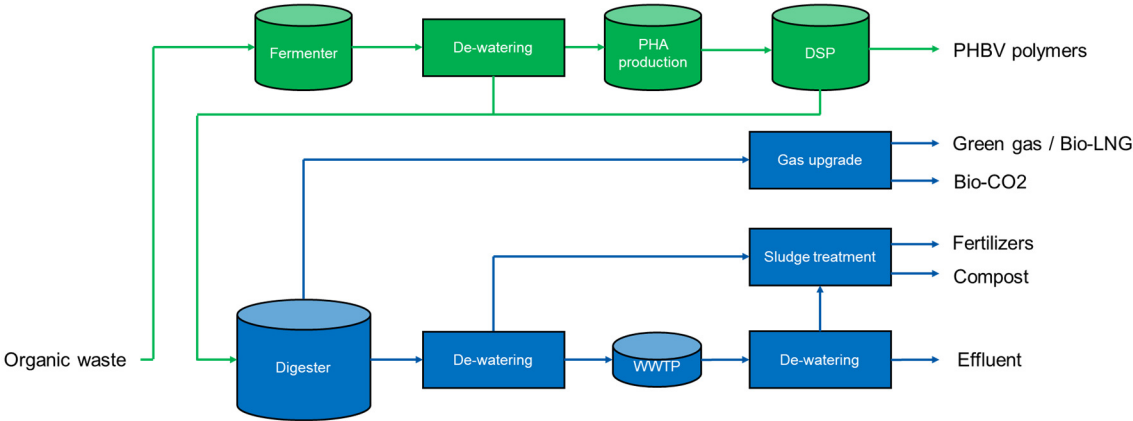 Fermenter
De-watering
PHA
production
DSP
PHBV polymers
Gas upgrade
Green gas / Bio-LNG
Bio-CO2
Sludge treatment
Fertilizers
Compost
Organic waste
Digester
De-watering
WWTP
De-watering
Effluent